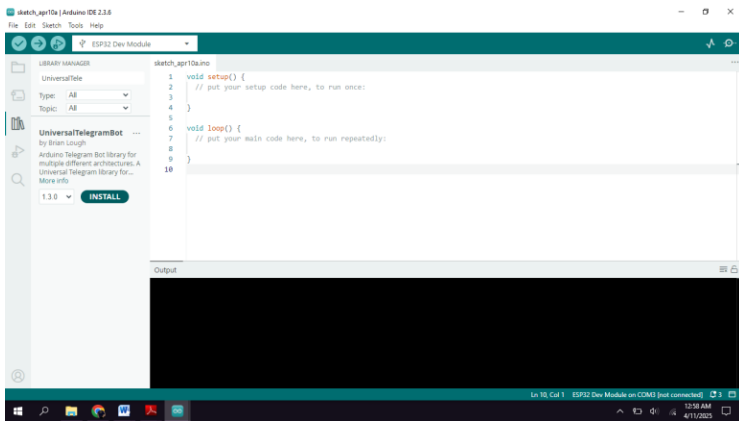 sketch_apr10a | Arduino IDE 2.3.6
File Edit Sketch Tools Help
ESP32 Dev Module
LIBRARY MANAGER
UniversalTele
Type: All
Topic: All
UniversalTelegramBot ...
by Brian Lough
Arduino Telegram Bot library for
multiple different architectures. A
Universal Telegram library for...
More info
1.3.0 INSTALL
sketch_apr10a.ino ...
1 void setup() {
2 // put your setup code here, to run once:
3
4 }
5
6 void loop() {
7 // put your main code here, to run repeatedly:
8
9 }
10
Output
Ln 10, Col 1 ESP32 Dev Module on COM3 [not connected] 3
12:58 AM
4/11/2025